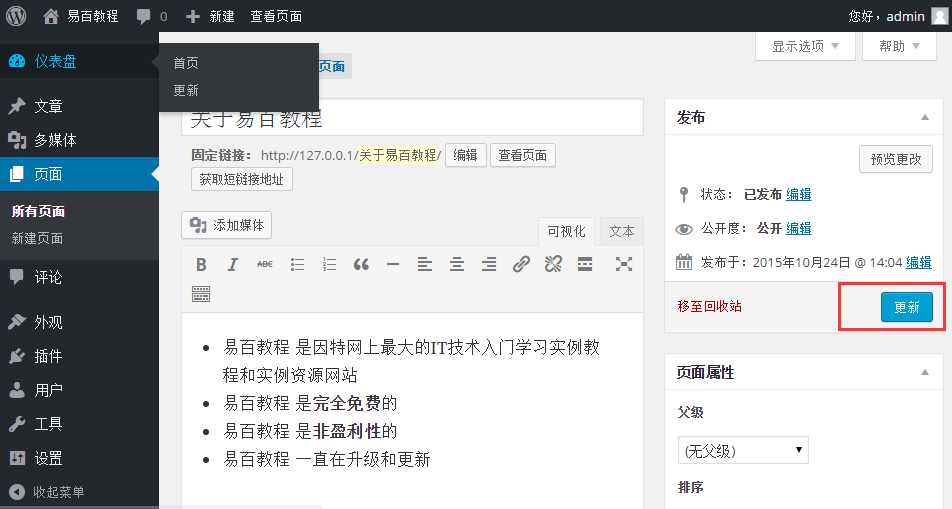 易百教程 0 新建 查看页面 您好，admin
仪表盘
首页
更新
文章
多媒体
页面
所有页面
新建页面
评论
外观
插件
用户
工具
设置
收起菜单
页面
显示选项 帮助
关于易百教程
固定链接： http://127.0.0.1/关于易百教程/ 编辑 查看页面
获取短链接地址
添加媒体
可视化 文本
B I ABC
易百教程 是因特网上最大的IT技术入门学习实例教
程和实例资源网站
易百教程 是完全免费的
易百教程 是非盈利性的
易百教程 一直在升级和更新
发布
预览更改
状态： 已发布 编辑
公开度： 公开 编辑
发布于：2015年10月24日 @ 14:04 编辑
移至回收站 更新
页面属性
父级
(无父级)
排序